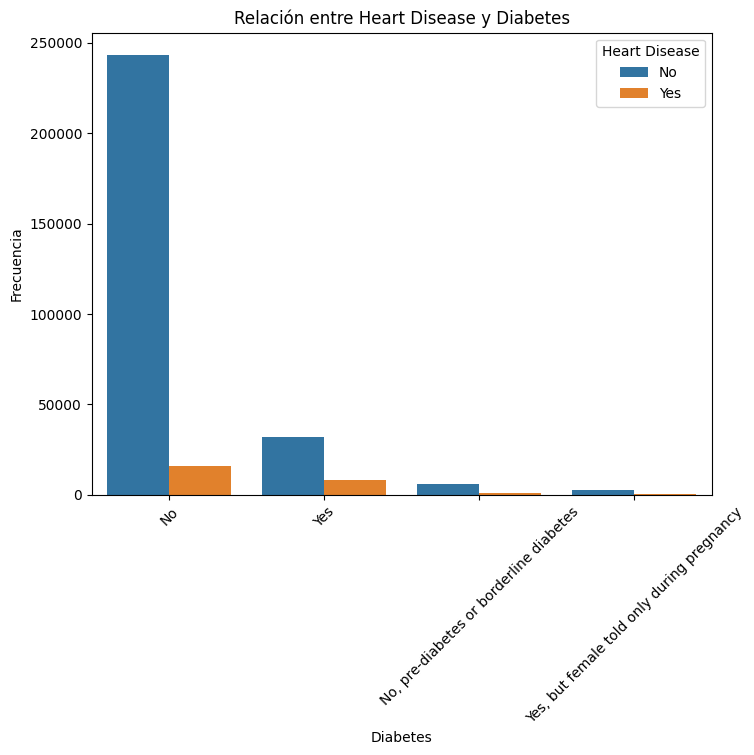 Relación entre Heart Disease y Diabetes
Heart Disease
No
Yes
Frecuencia
250000
200000
150000
100000
50000
0
No
Yes
No, pre-diabetes or borderline diabetes
Yes, but female told only during pregnancy
Diabetes